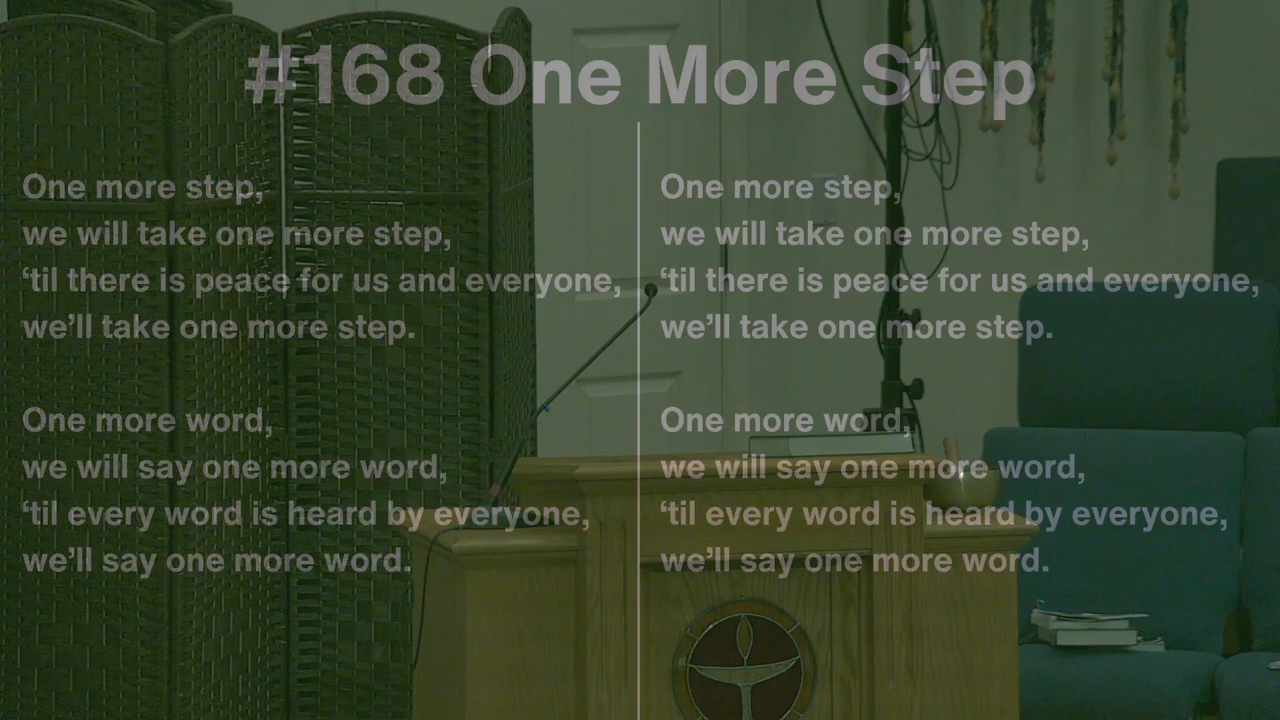 #168 One More Step
One more step,
we will take one more step,
‘til there is peace for us and everyone,
we’ll take one more step.
One more word,
we will say one more word,
‘til every word is heard by everyone,
we’ll say one more word.
One more step,
we will take one more step,
‘til there is peace for us and everyone,
we’ll take one more step.
One more word,
we will say one more word,
‘til every word is heard by everyone,
we’ll say one more word.